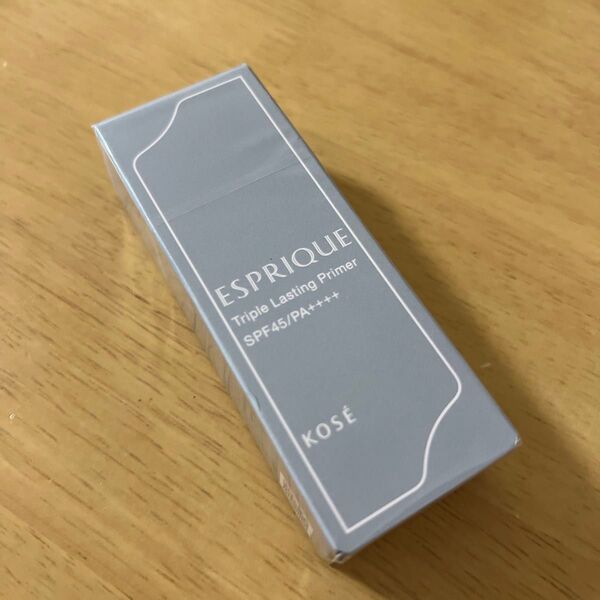 ESPRIQUE
Triple Lasting Primer
SPF45/PA++++
KOSÉ